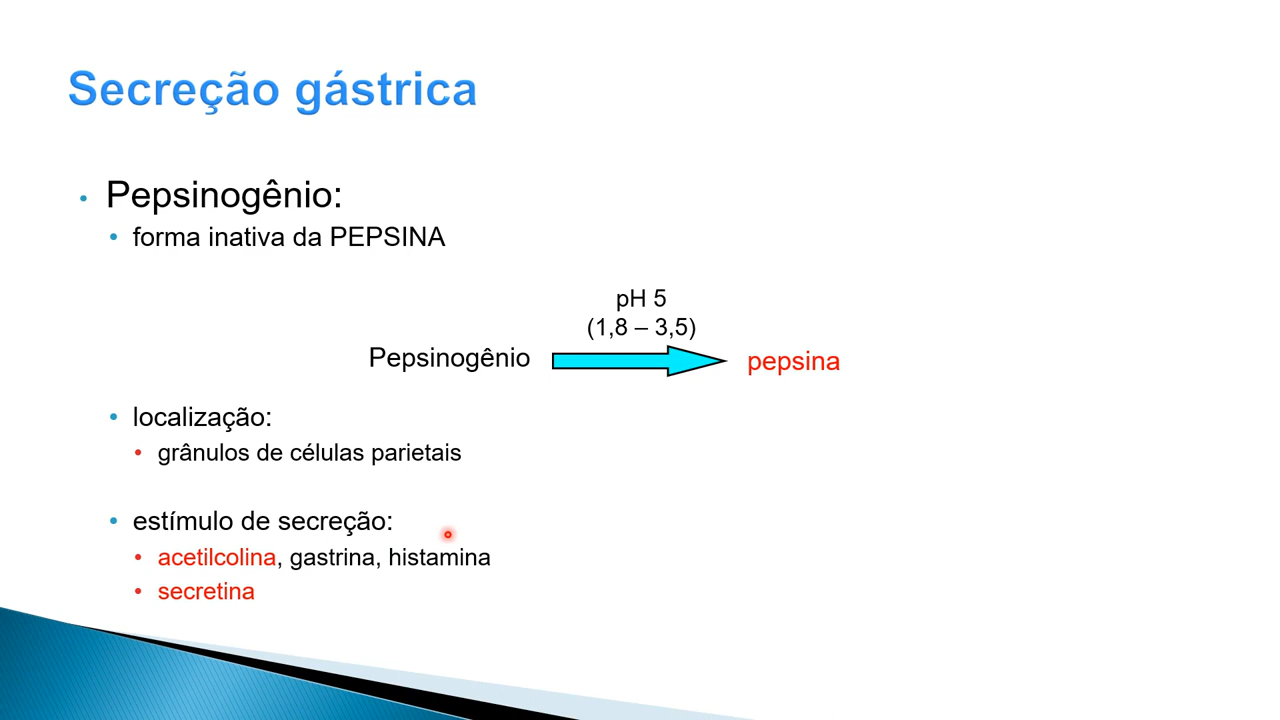 Secreção gástrica
• Pepsinogênio:
• forma inativa da PEPSINA
pH 5
(1,8 – 3,5)
Pepsinogênio
pepsina
• localização:
• grânulos de células parietais
• estímulo de secreção:
• acetilcolina, gastrina, histamina
• secretina